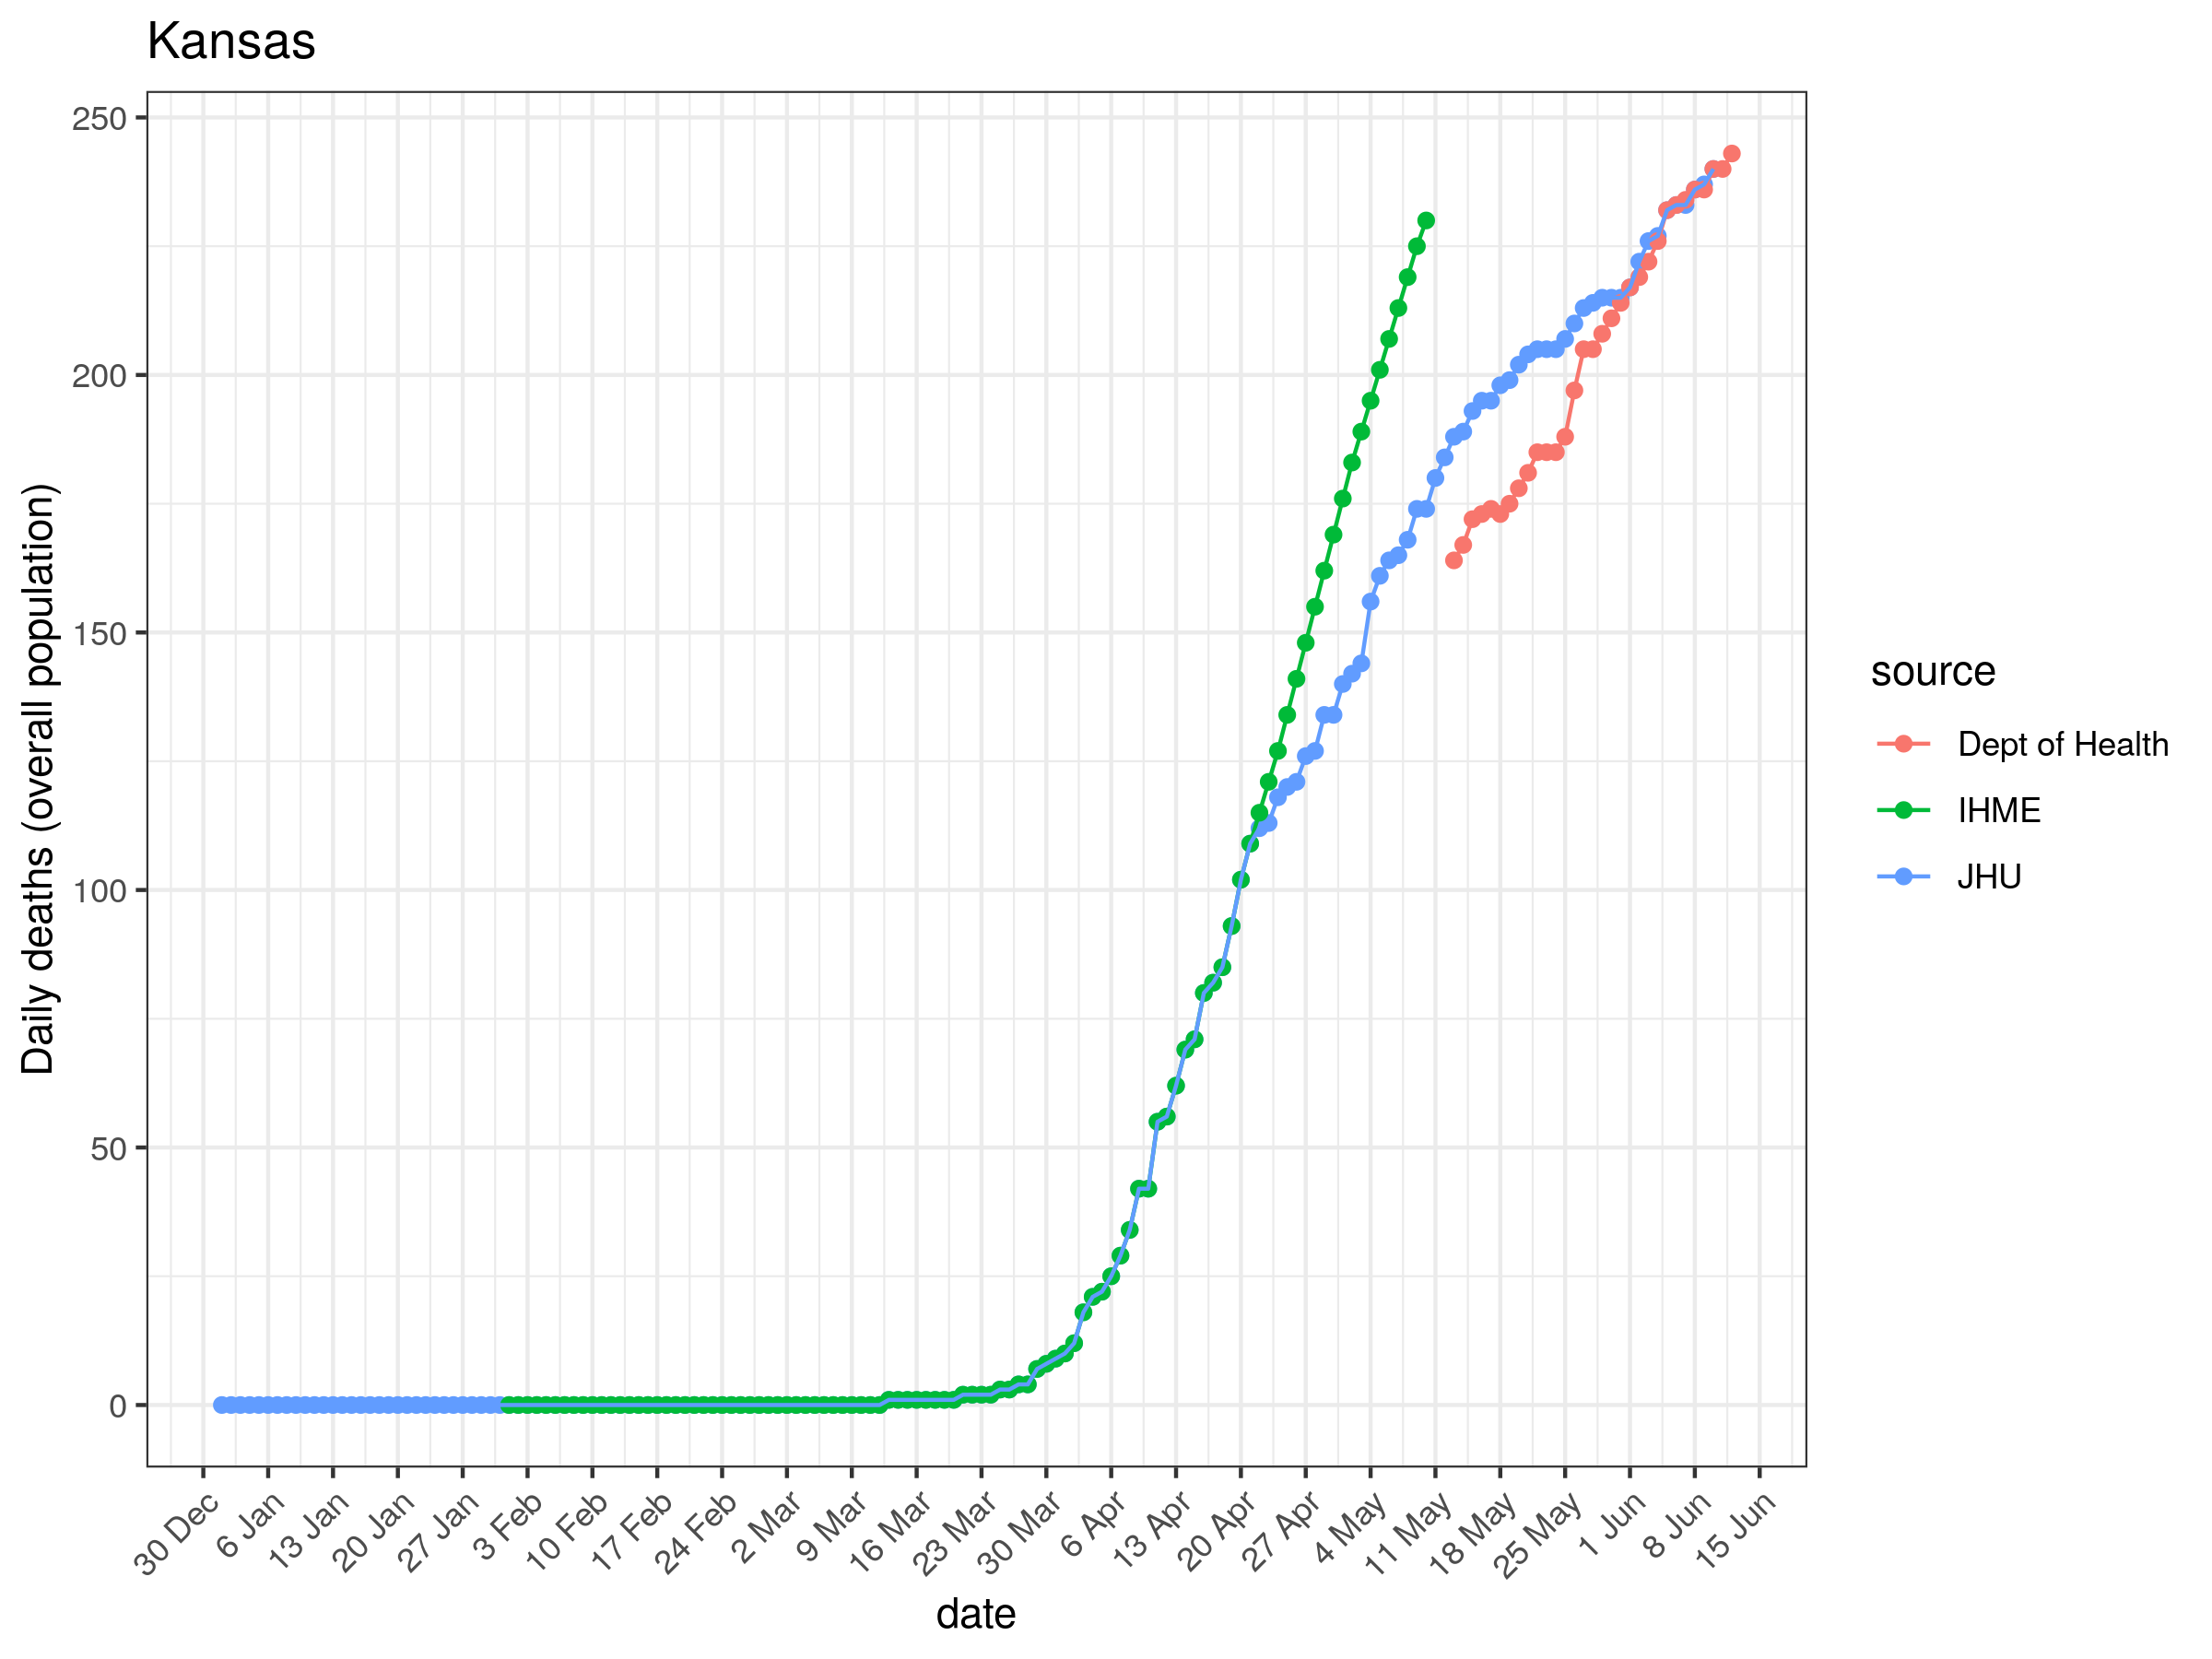 Kansas
Daily deaths (overall population)
250
200
150
100
50
0
30 Dec
6 Jan
13 Jan
20 Jan
27 Jan
3 Feb
10 Feb
17 Feb
24 Feb
2 Mar
9 Mar
16 Mar
23 Mar
30 Mar
6 Apr
13 Apr
20 Apr
27 Apr
4 May
11 May
18 May
25 May
1 Jun
8 Jun
15 Jun
date
source
Dept of Health
IHME
JHU